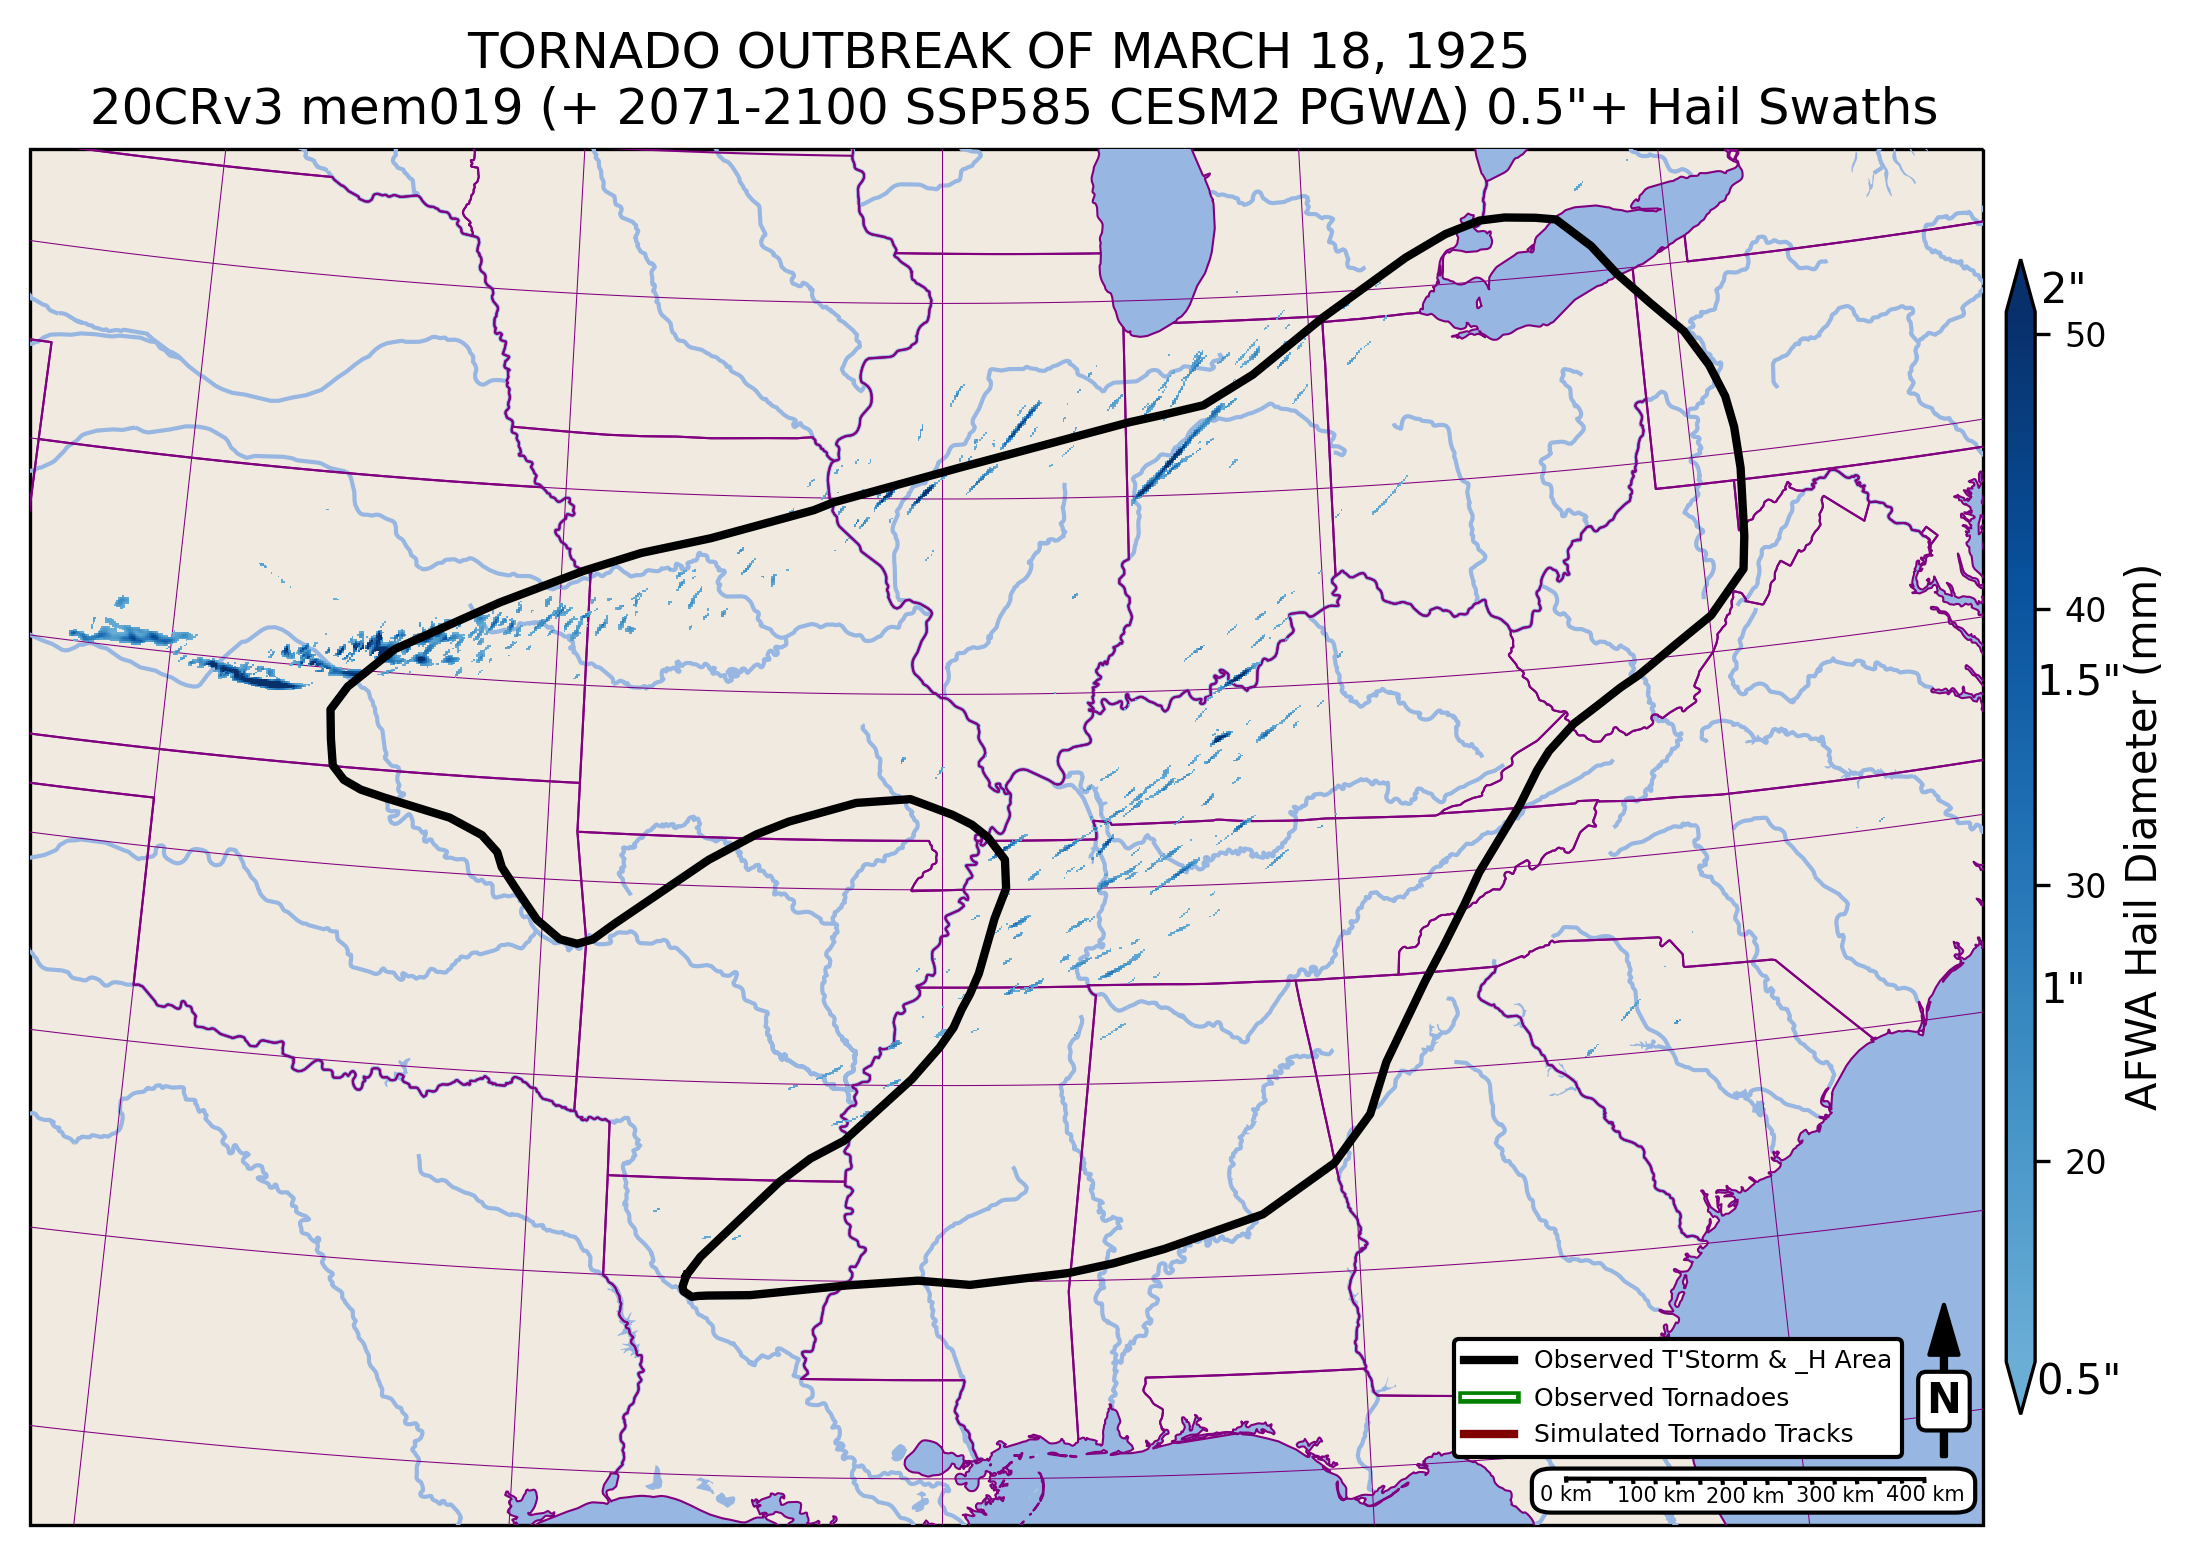 TORNADO OUTBREAK OF MARCH 18, 1925
20CRv3 mem019 (+ 2071-2100 SSP585 CESM2 PGWΔ) 0.5"+ Hail Swaths
2"
50
40
1.5"
30
1"
20
0.5"
AFWA Hail Diameter (mm)
Observed T'Storm & _H Area
Observed Tornadoes
Simulated Tornado Tracks
N
0 km 100 km 200 km 300 km 400 km